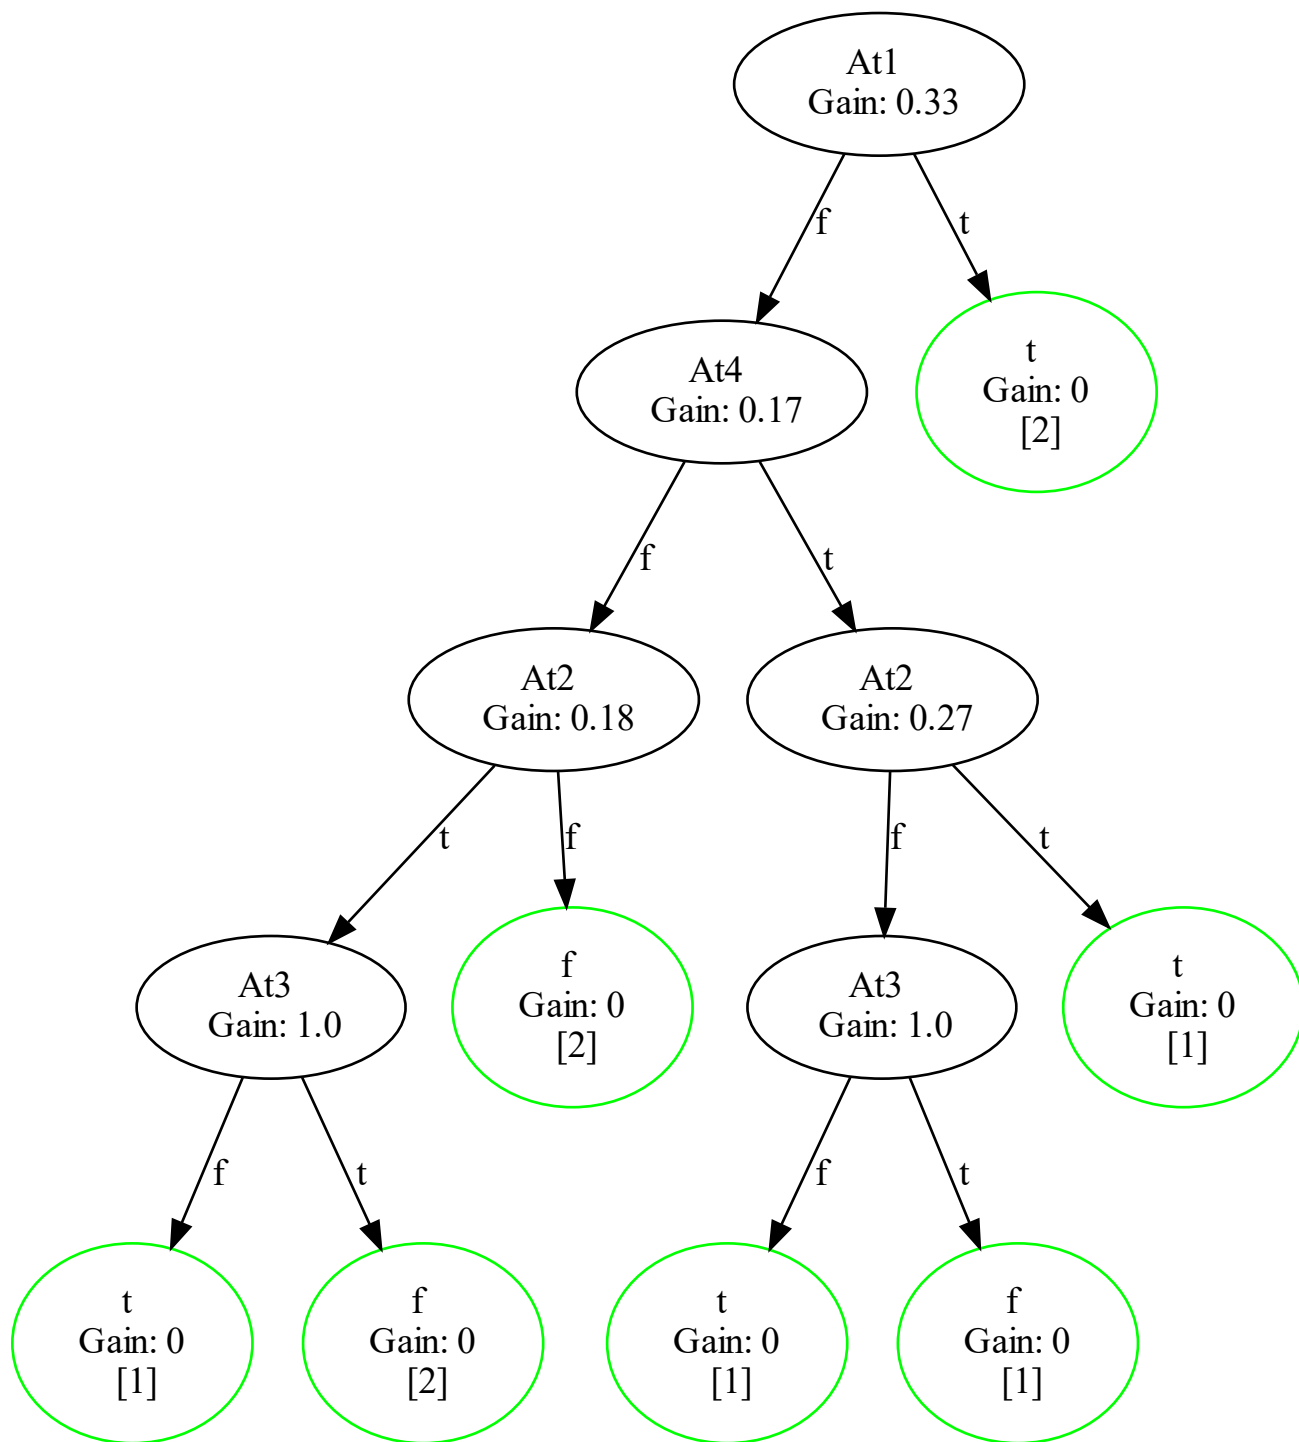 At1
Gain: 0.33
f
t
At4
Gain: 0.17
t
Gain: 0
[2]
f
t
At2
Gain: 0.18
At2
Gain: 0.27
t
f
f
t
At3
Gain: 1.0
f
Gain: 0
[2]
At3
Gain: 1.0
t
Gain: 0
[1]
f
t
f
t
t
Gain: 0
[1]
f
Gain: 0
[2]
t
Gain: 0
[1]
f
Gain: 0
[1]